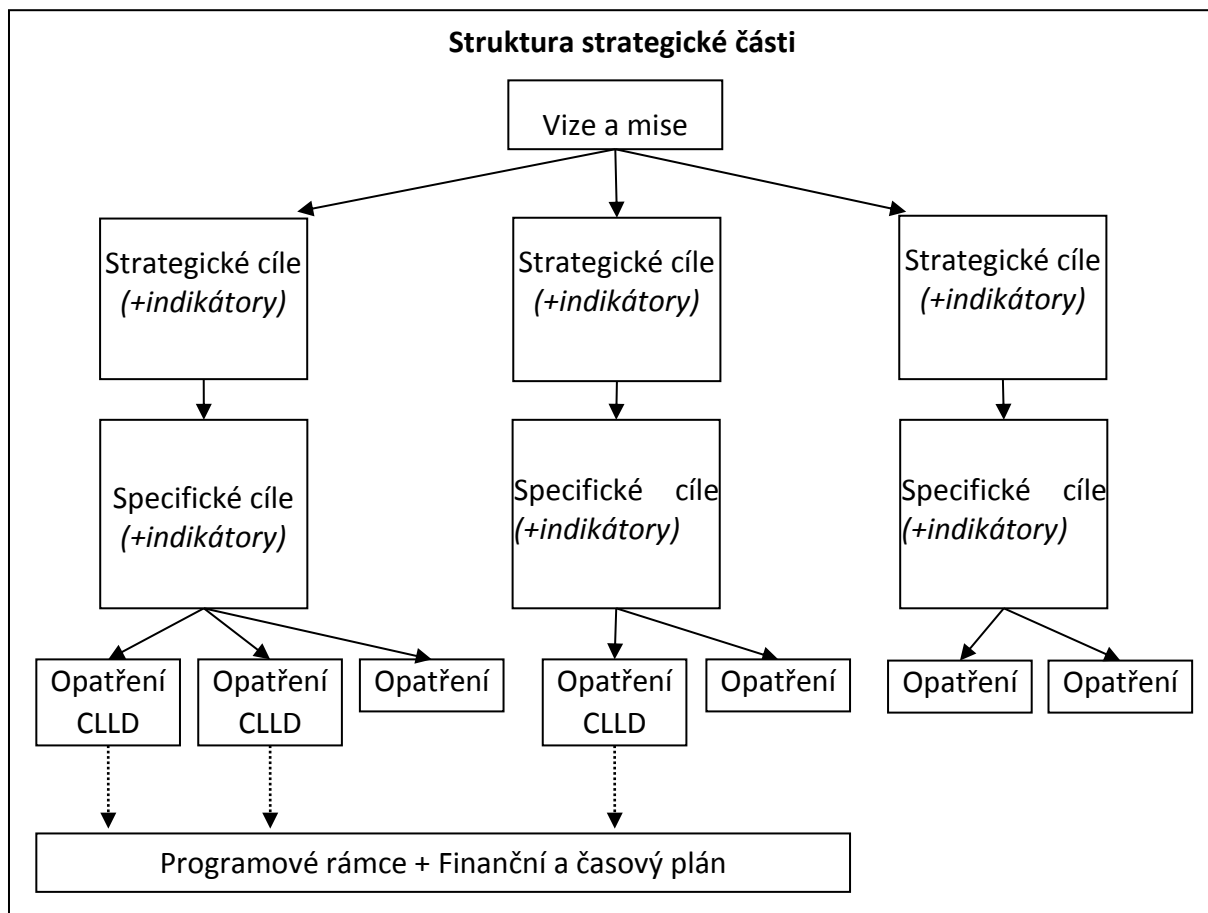 Struktura strategické části
Vize a mise
Strategické cíle
(+indikátory)
Strategické cíle
(+indikátory)
Strategické cíle
(+indikátory)
Specifické cíle
(+indikátory)
Specifické cíle
(+indikátory)
Specifické cíle
(+indikátory)
Opatření
CLLD
Opatření
CLLD
Opatření
Opatření
CLLD
Opatření
Opatření
Opatření
Programové rámce + Finanční a časový plán